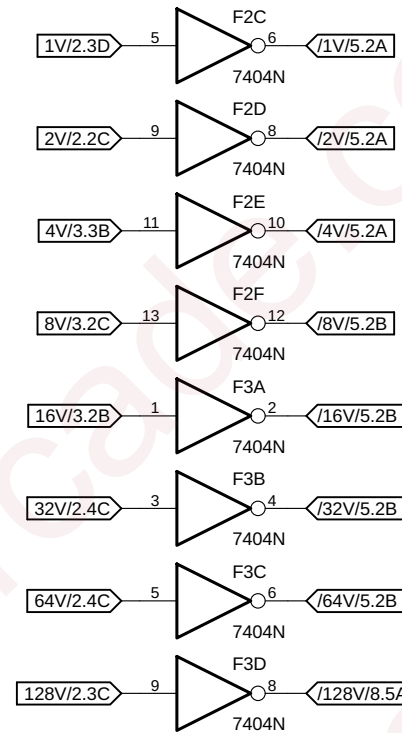 F2C
1V/2.3D 5 6 /1V/5.2A
7404N
F2D
2V/2.2C 9 8 /2V/5.2A
7404N
F2E
4V/3.3B 11 10 /4V/5.2A
7404N
F2F
8V/3.2C 13 12 /8V/5.2B
7404N
F3A
16V/3.2B 1 2 /16V/5.2B
7404N
F3B
32V/2.4C 3 4 /32V/5.2B
7404N
F3C
64V/2.4C 5 6 /64V/5.2B
7404N
F3D
128V/2.3C 9 8 /128V/8.5A
7404N